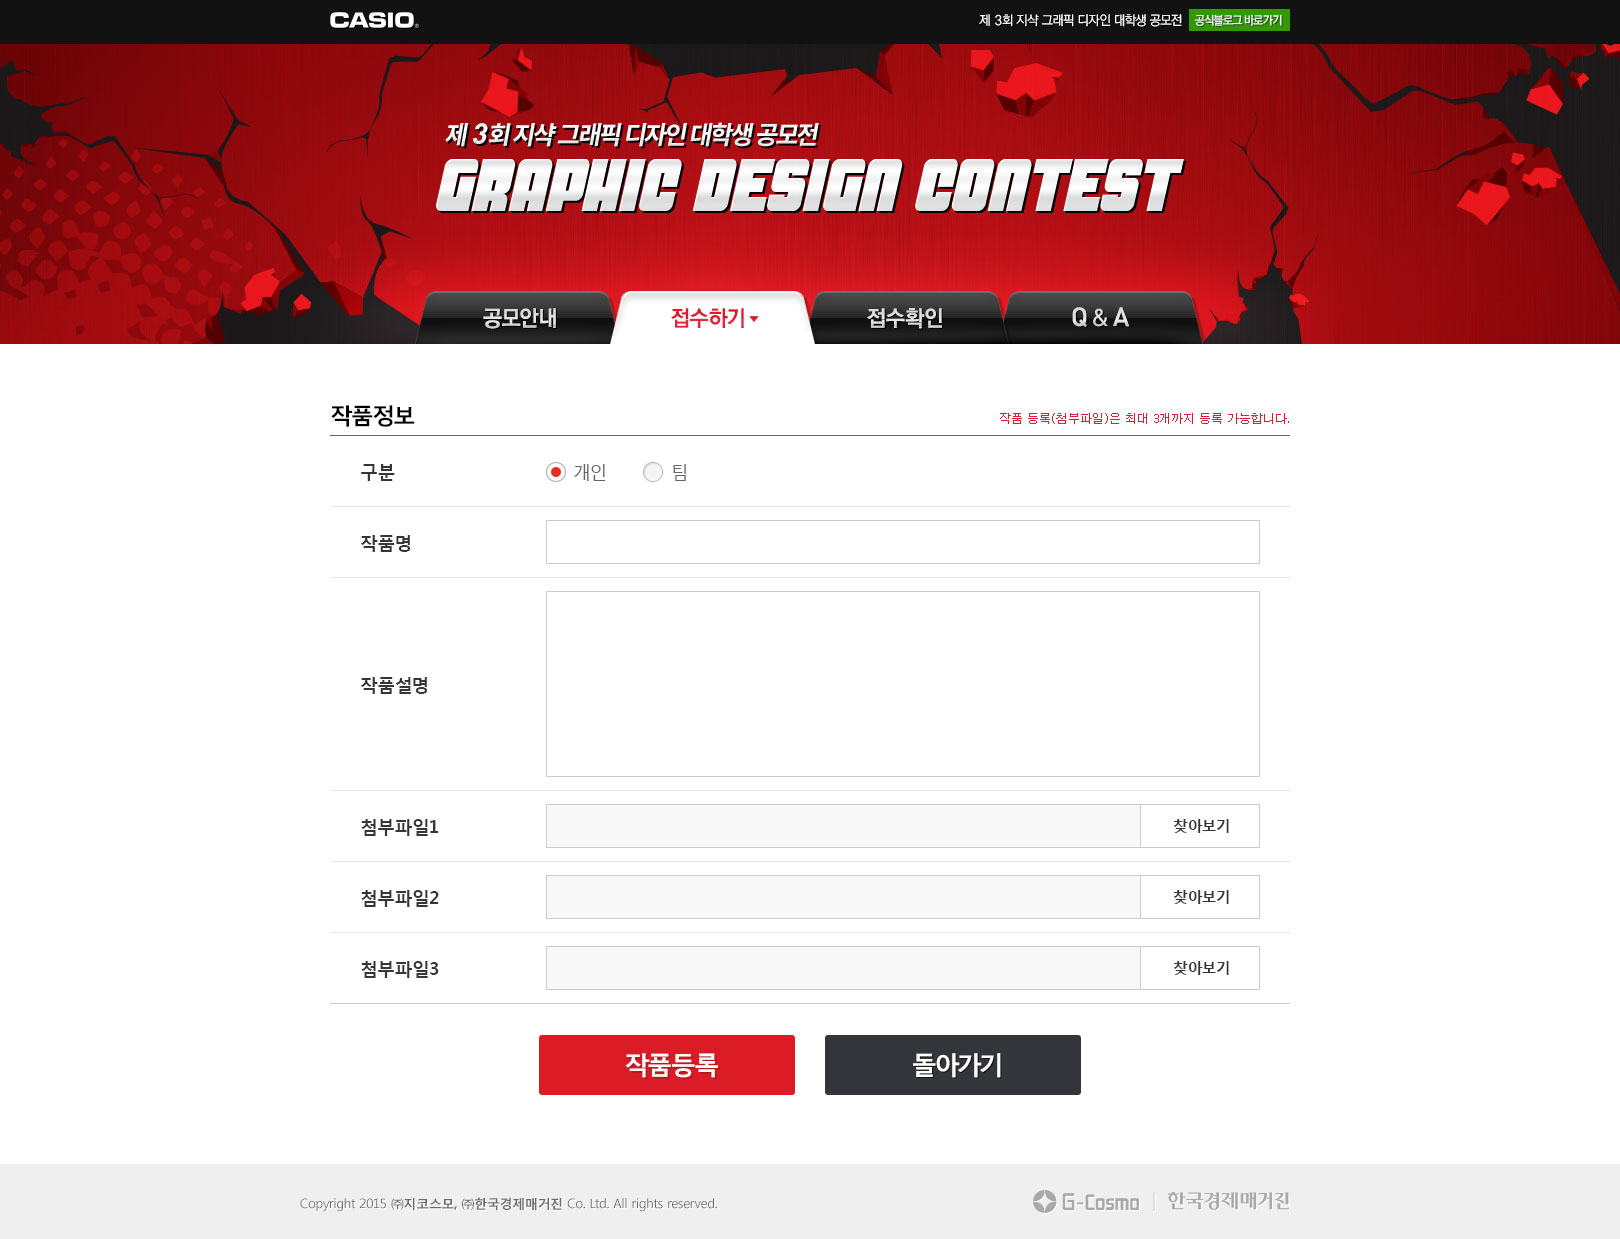 CASIO
제 3회 지샥 그래픽 디자인 대학생 공모전 공식블로그 바로가기
제 3회 지샥 그래픽 디자인 대학생 공모전
GRAPHIC DESIGN CONTEST
공모안내 접수하기 접수확인 Q & A
작품정보 작품 등록(첨부파일)은 최대 3개까지 등록 가능합니다.
구분 개인 팀
작품명
작품설명
첨부파일1 찾아보기
첨부파일2 찾아보기
첨부파일3 찾아보기
작품등록 돌아가기
Copyright 2015 ㈜지코스모, ㈜한국경제매거진 Co. Ltd. All rights reserved. G-Cosmo 한국경제매거진